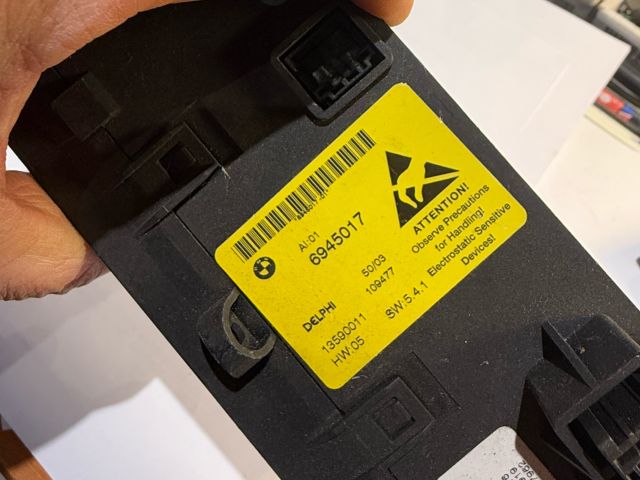 AI:01
6945017
DELPHI 50/03
13590011 109477
HW:05 SW:5.4.1
ATTENTION!
Observe Precautions
for Handling!
Electrostatic Sensitive
Devices!